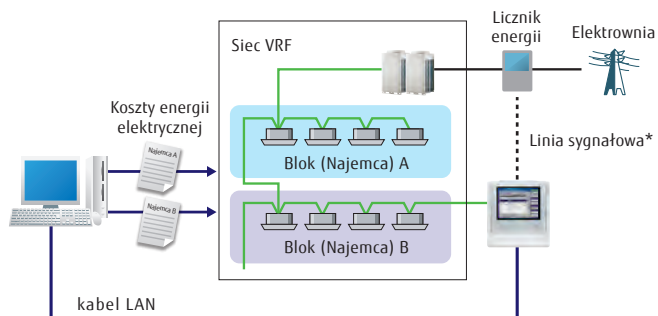 Siec VRF
Licznik
energii
Elektrownia
Koszty energii
elektrycznej
Najemca A
Blok (Najemca) A
Linia sygnałowa*
Najemca B
Blok (Najemca) B
kabel LAN